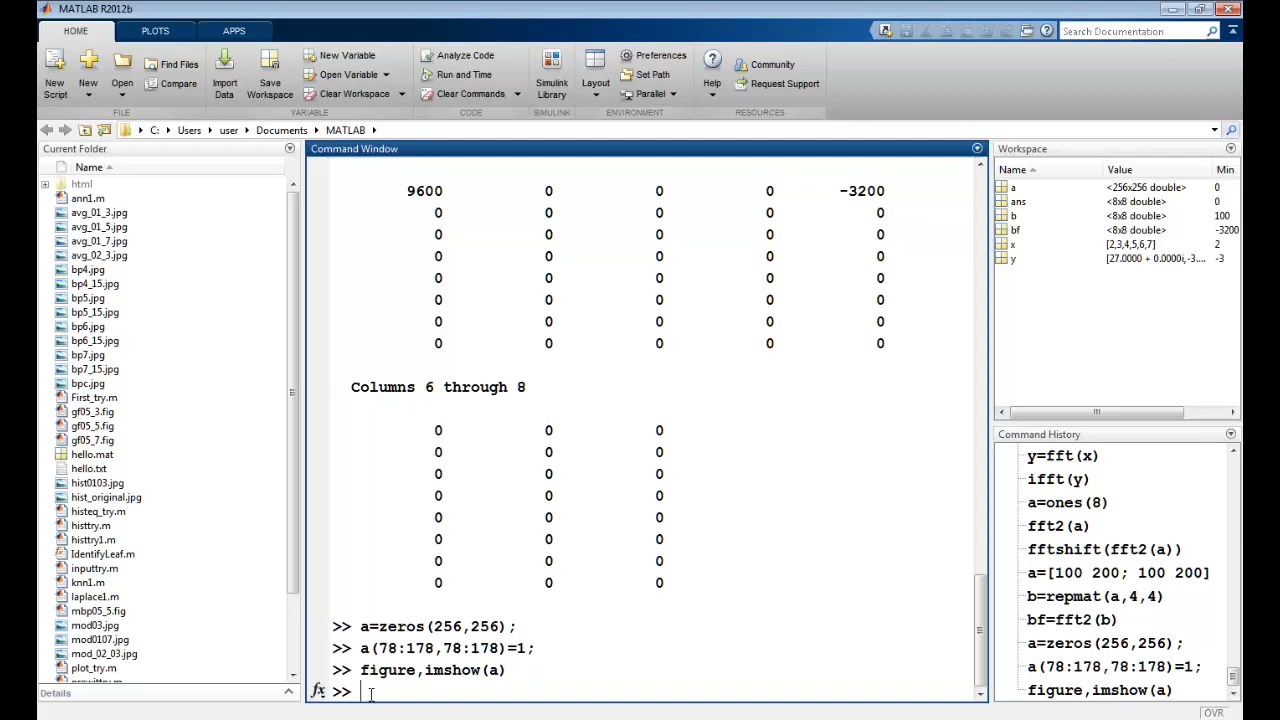 MATLAB R2012b
HOME PLOTS APPS
Search Documentation
New Script
New
Open
Find Files
Compare
Import Data
Save Workspace
New Variable
Open Variable
Clear Workspace
Analyze Code
Run and Time
Clear Commands
Simulink Library
Layout
Preferences
Set Path
Parallel
Help
Community
Request Support
FILE VARIABLE CODE SIMULINK ENVIRONMENT RESOURCES
C: Users user Documents MATLAB
Current Folder
Name
html
ann1.m
avg_01_3.jpg
avg_01_5.jpg
avg_01_7.jpg
avg_02_3.jpg
bp4.jpg
bp4_15.jpg
bp5.jpg
bp5_15.jpg
bp6.jpg
bp6_15.jpg
bp7.jpg
bp7_15.jpg
bpc.jpg
First_try.m
gf05_3.fig
gf05_5.fig
gf05_7.fig
hello.mat
hello.txt
hist0103.jpg
hist_original.jpg
histeq_try.m
histtry.m
histtry1.m
IdentifyLeaf.m
inputtry.m
knn1.m
laplace1.m
mbp05_5.fig
mod03.jpg
mod0107.jpg
mod_02_03.jpg
plot_try.m
prewittry.m
Details
Command Window
9600 0 0 0 -3200
0 0 0 0 0
0 0 0 0 0
0 0 0 0 0
0 0 0 0 0
0 0 0 0 0
0 0 0 0 0
0 0 0 0 0
Columns 6 through 8
0 0 0
0 0 0
0 0 0
0 0 0
0 0 0
0 0 0
0 0 0
0 0 0
>> a=zeros(256,256);
>> a(78:178,78:178)=1;
>> figure,imshow(a)
fx >>
Workspace
Name Value Min
a <256x256 double> 0
ans <8x8 double> 0
b <8x8 double> 100
bf <8x8 double> -3200
x [2,3,4,5,6,7] 2
y [27.0000 + 0.0000i,-3.... -3
Command History
y=fft(x)
ifft(y)
a=ones(8)
fft2(a)
fftshift(fft2(a))
a=[100 200; 100 200]
b=repmat(a,4,4)
bf=fft2(b)
a=zeros(256,256);
a(78:178,78:178)=1;
figure,imshow(a)
OVR